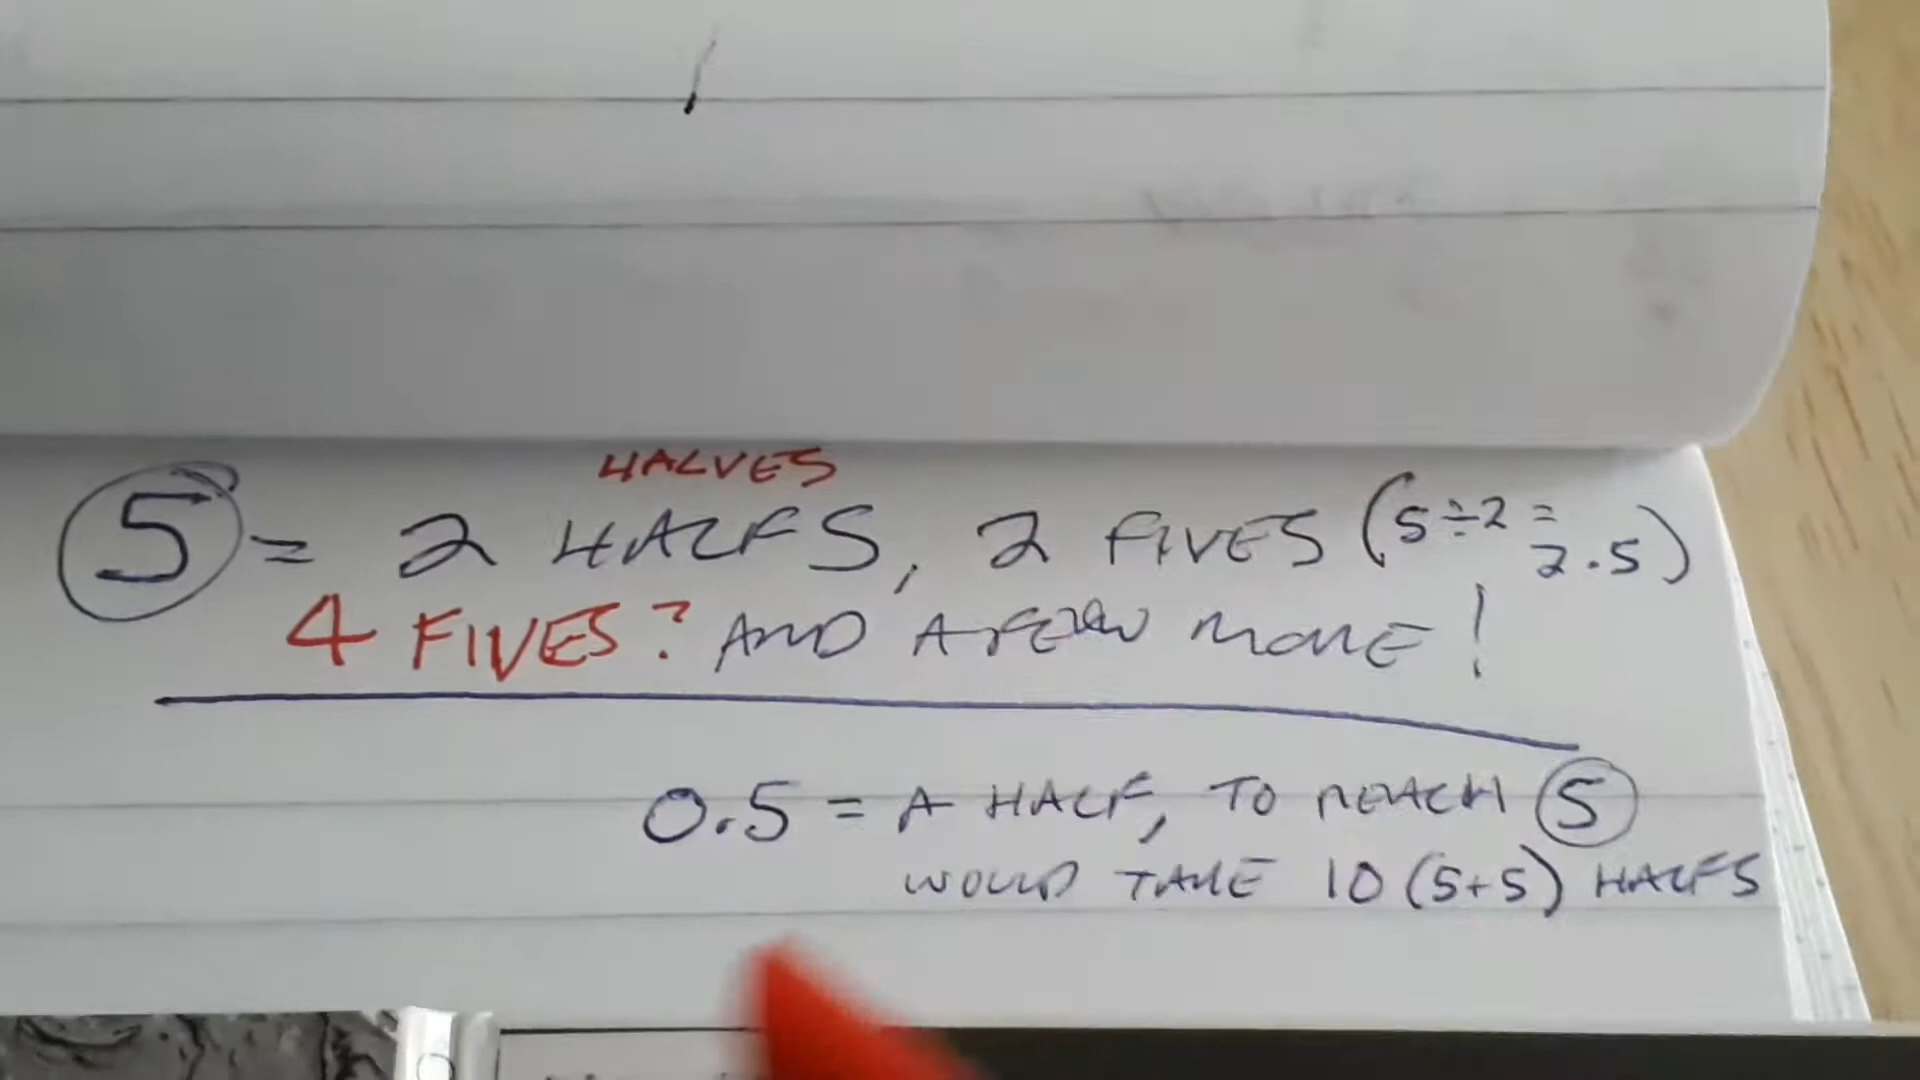 HALVES
5 = 2 HALFS, 2 FIVES (5÷2 = 2.5)
4 FIVES? AND A FEW MORE!
0.5 = A HALF, TO REACH 5
WOULD TAKE 10 (5+5) HALFS